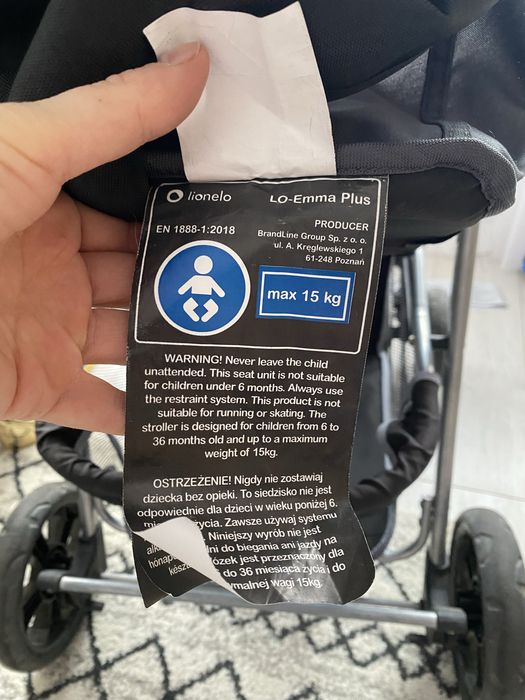 lionelo
LO-Emma Plus
EN 1888-1:2018
PRODUCER
BrandLine Group Sp. z o. o.
ul. A. Kręglewskiego 1
61-248 Poznań
max 15 kg
WARNING! Never leave the child
unattended. This seat unit is not suitable
for children under 6 months. Always use
the restraint system. This product is not
suitable for running or skating. The
stroller is designed for children from 6 to
36 months old and up to a maximum
weight of 15kg.
OSTRZEŻENIE! Nigdy nie zostawiaj
dziecka bez opieki. To siedzisko nie jest
odpowiednie dla dzieci w wieku poniżej 6.
życia. Zawsze używaj systemu
Niniejszy wyrób nie jest
do biegania ani jazdy na
jest przeznaczony dla
do 36 miesiąca życia i do
wagi 15kg.